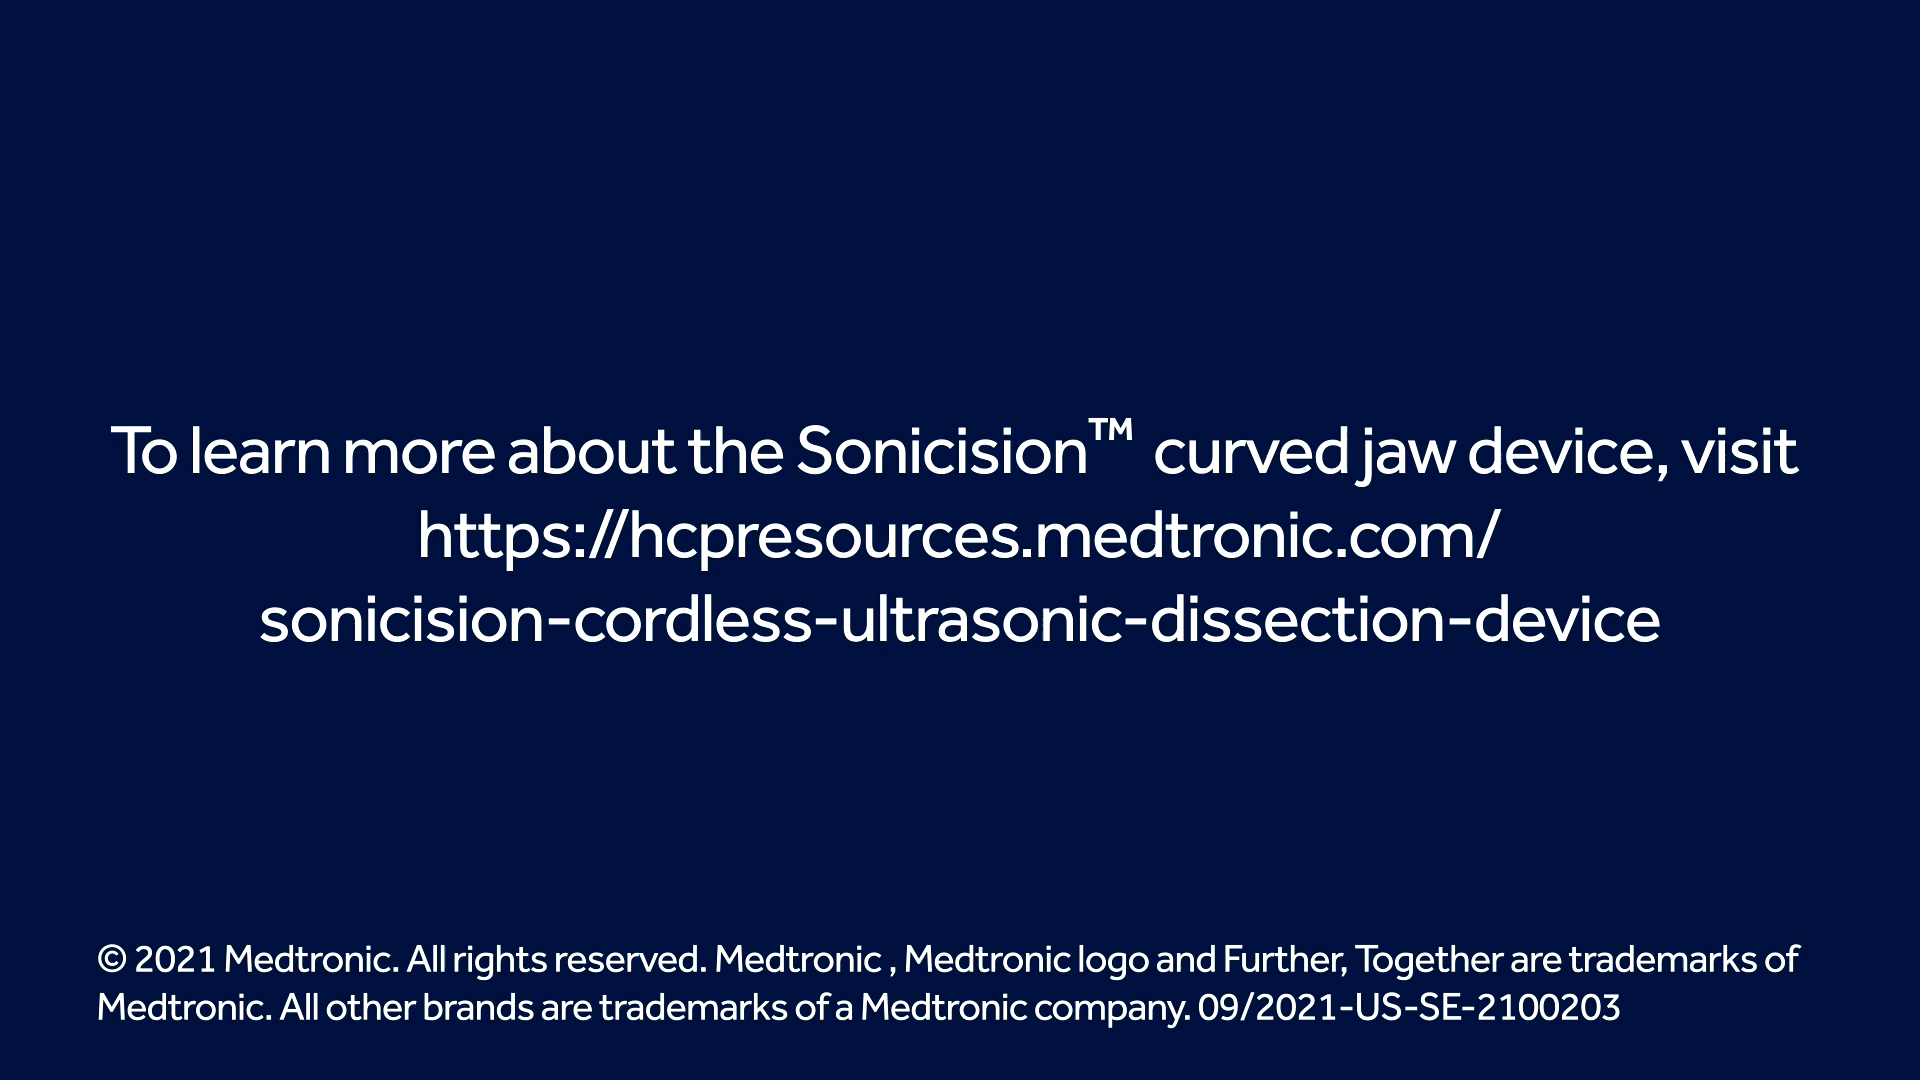 To learn more about the Sonicision™ curved jaw device, visit
https://hcpresources.medtronic.com/
sonicision-cordless-ultrasonic-dissection-device
© 2021 Medtronic. All rights reserved. Medtronic , Medtronic logo and Further, Together are trademarks of
Medtronic. All other brands are trademarks of a Medtronic company. 09/2021-US-SE-2100203